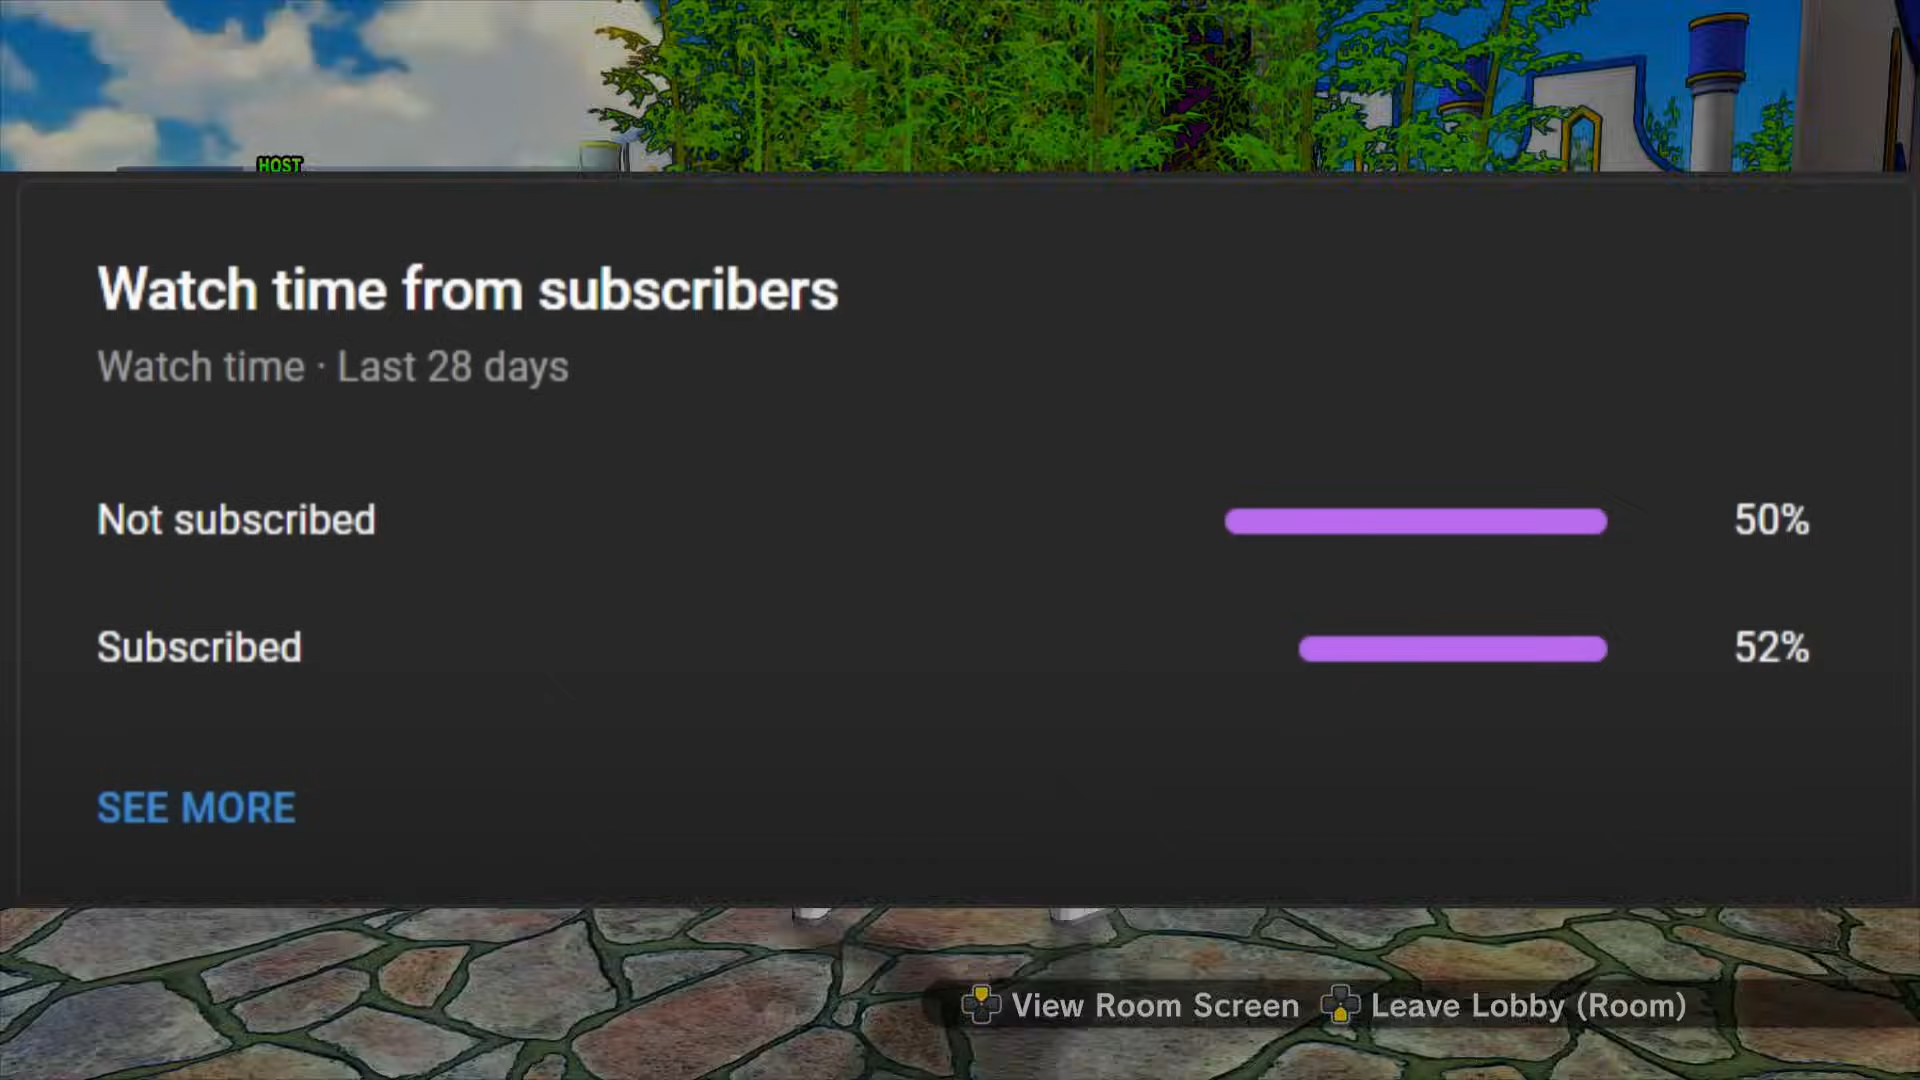 HOST
Watch time from subscribers
Watch time · Last 28 days
Not subscribed 50%
Subscribed 52%
SEE MORE
View Room Screen Leave Lobby (Room)